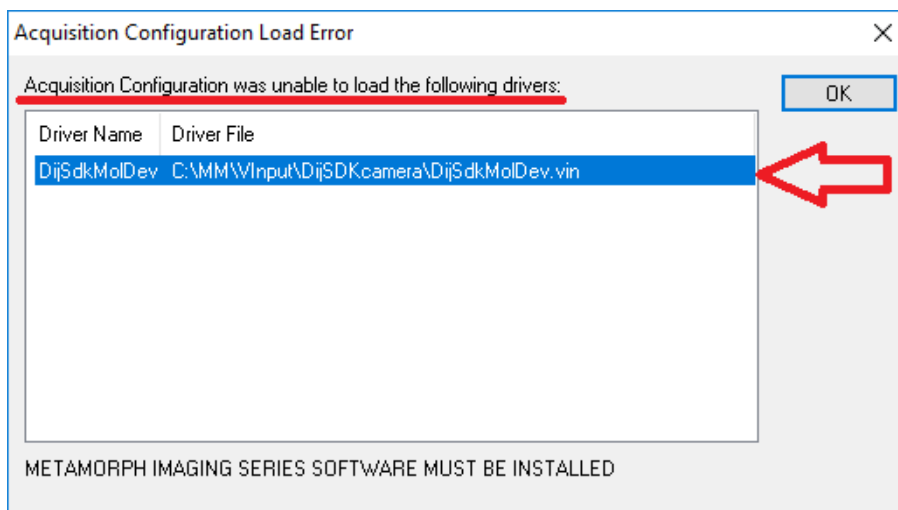 Acquisition Configuration Load Error
Acquisition Configuration was unable to load the following drivers:
OK
Driver Name Driver File
DijSdkMolDev C:\MM\VInput\DijSDKcamera\DijSdkMolDev.vin
METAMORPH IMAGING SERIES SOFTWARE MUST BE INSTALLED